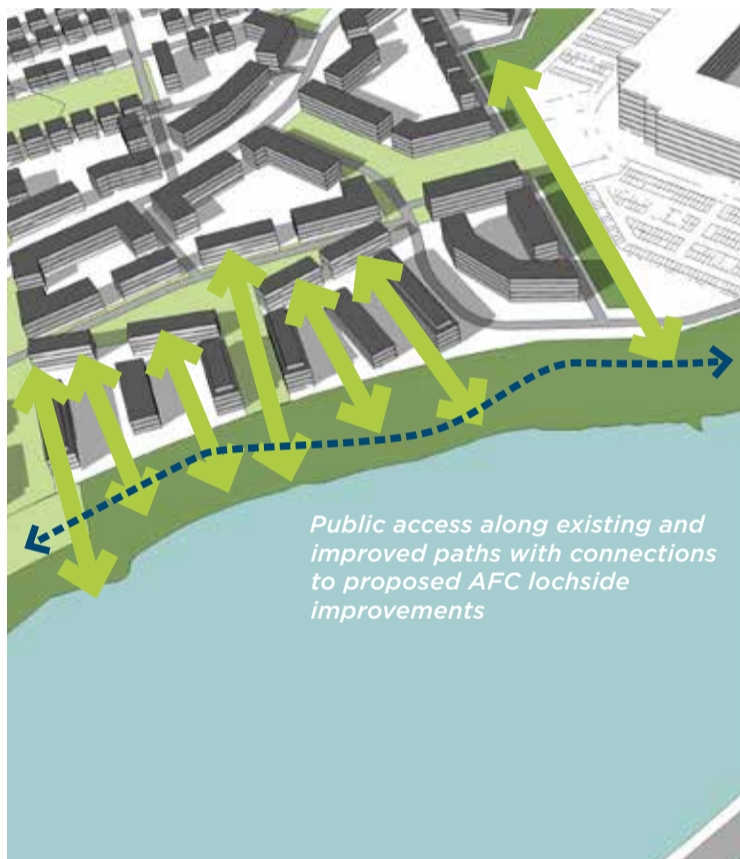 Public access along existing and
improved paths with connections
to proposed AFC lochside
improvements